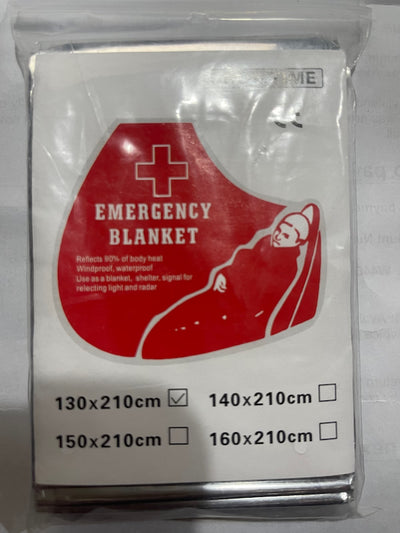 ME
EMERGENCY
BLANKET
Reflects 90% of body heat
Windproof, waterproof
Use as a blanket, shelter, signal for
relecting light and radar
130x210cm
140x210cm
150x210cm
160x210cm